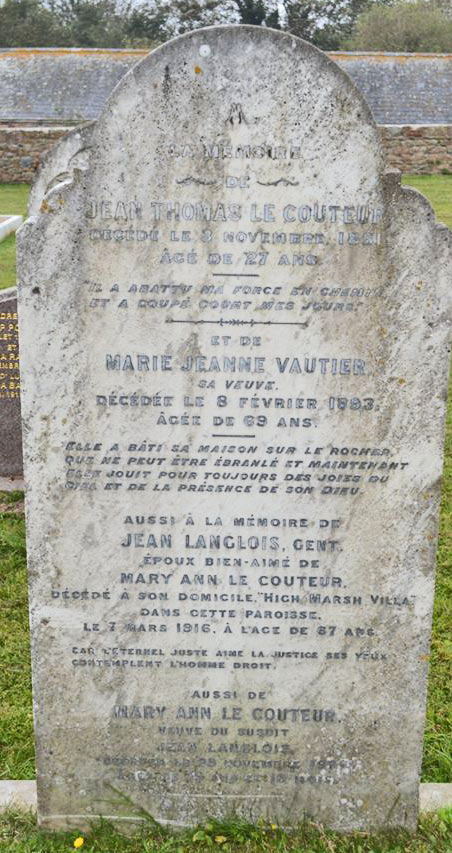 LA MÉMOIRE
DE
JEAN THOMAS LE COUTEUR
DÉCÉDÉ LE 3 NOVEMBRE
ÂGÉ DE 27 ANS.
IL A ABATTU MA FORCE EN CHEMIN
ET A COUPÉ COURT MES JOURS.
ET DE
MARIE JEANNE VAUTIER
SA VEUVE.
DÉCÉDÉE LE 8 FÉVRIER 1893.
ÂGÉE DE 69 ANS.
ELLE A BÂTI SA MAISON SUR LE ROCHER,
QUE NE PEUT ÊTRE ÉBRANLÉ ET MAINTENANT
ELLE JOUIT POUR TOUJOURS DES JOIES DU
CIEL ET DE LA PRÉSENCE DE SON DIEU.
AUSSI À LA MÉMOIRE DE
JEAN LANGLOIS, GENT.
ÉPOUX BIEN-AIMÉ DE
MARY ANN LE COUTEUR.
DÉCÉDÉ À SON DOMICILE, "HIGH MARSH VILLA"
DANS CETTE PAROISSE.
LE 7 MARS 1916, À L'AGE DE 67 ANS.
CAR L'ÉTERNEL JUSTE AIME LA JUSTICE SES YEUX
CONTEMPLENT L'HOMME DROIT.
AUSSI DE
MARY ANN LE COUTEUR.
VEUVE DU SUSDIT
JEAN LANGLOIS.
NOVEMBRE